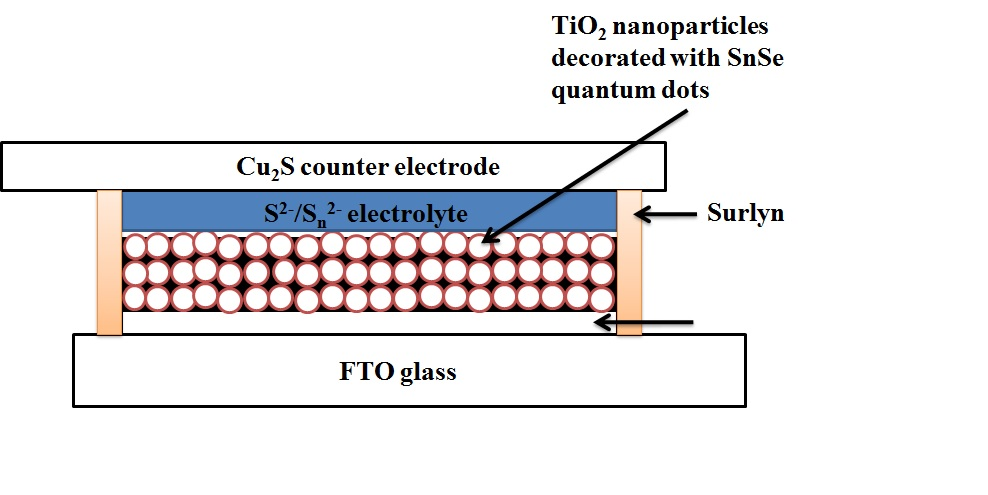 TiO₂ nanoparticles
decorated with SnSe
quantum dots
Cu₂S counter electrode
S²⁻/Sₙ²⁻ electrolyte
Surlyn
FTO glass